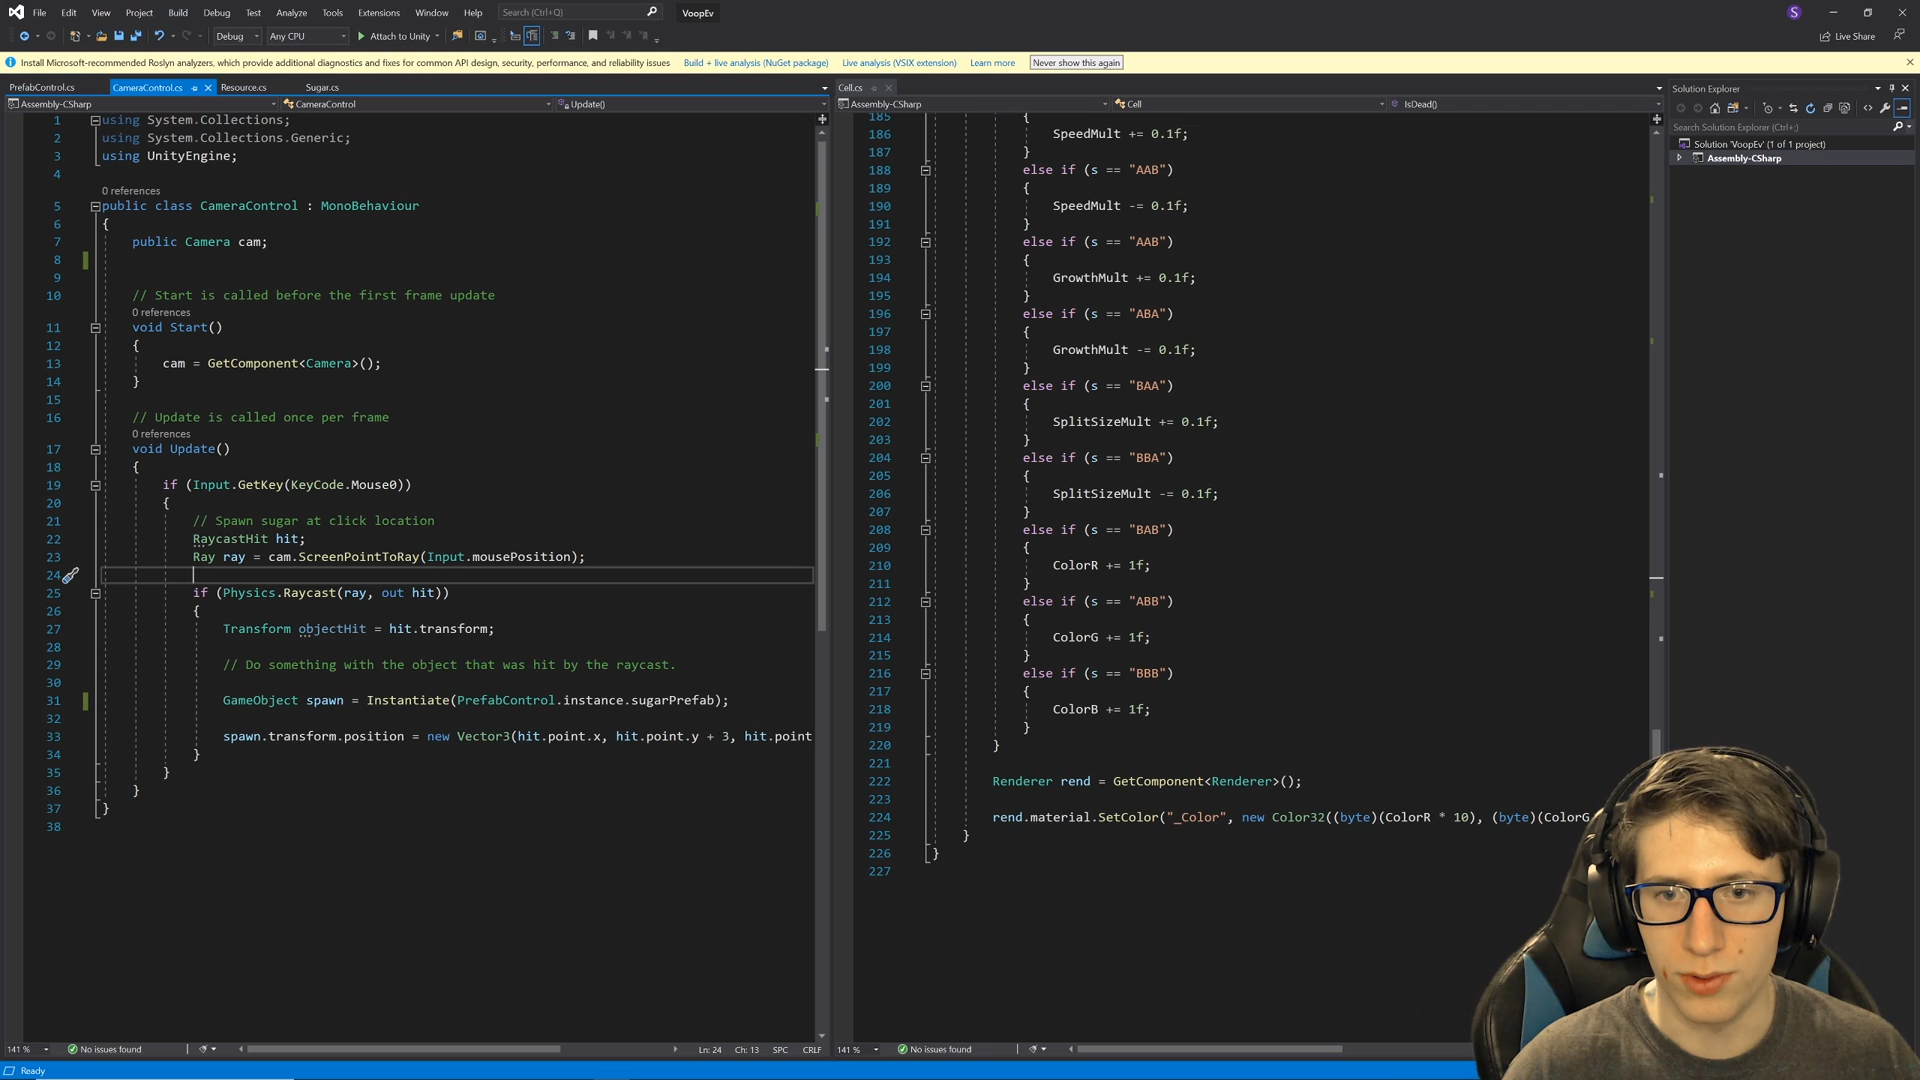 File Edit View Project Build Debug Test Analyze Tools Extensions Window Help Search (Ctrl+Q) VoopEv S
Debug Any CPU Attach to Unity Live Share
Install Microsoft-recommended Roslyn analyzers, which provide additional diagnostics and fixes for common API design, security, performance, and reliability issues Build + live analysis (NuGet package) Live analysis (VSIX extension) Learn more Never show this again
PrefabControl.cs CameraControl.cs Resource.cs Sugar.cs
Assembly-CSharp CameraControl Update()
1 using System.Collections;
2 using System.Collections.Generic;
3 using UnityEngine;
4
0 references
5 public class CameraControl : MonoBehaviour
6 {
7 public Camera cam;
8
9
10 // Start is called before the first frame update
0 references
11 void Start()
12 {
13 cam = GetComponent<Camera>();
14 }
15
16 // Update is called once per frame
0 references
17 void Update()
18 {
19 if (Input.GetKey(KeyCode.Mouse0))
20 {
21 // Spawn sugar at click location
22 RaycastHit hit;
23 Ray ray = cam.ScreenPointToRay(Input.mousePosition);
24
25 if (Physics.Raycast(ray, out hit))
26 {
27 Transform objectHit = hit.transform;
28
29 // Do something with the object that was hit by the raycast.
30
31 GameObject spawn = Instantiate(PrefabControl.instance.sugarPrefab);
32
33 spawn.transform.position = new Vector3(hit.point.x, hit.point.y + 3, hit.point
34 }
35 }
36 }
37 }
38
141 % No issues found Ln: 24 Ch: 13 SPC CRLF
Cell.cs
Assembly-CSharp Cell IsDead()
185 {
186 SpeedMult += 0.1f;
187 }
188 else if (s == "AAB")
189 {
190 SpeedMult -= 0.1f;
191 }
192 else if (s == "AAB")
193 {
194 GrowthMult += 0.1f;
195 }
196 else if (s == "ABA")
197 {
198 GrowthMult -= 0.1f;
199 }
200 else if (s == "BAA")
201 {
202 SplitSizeMult += 0.1f;
203 }
204 else if (s == "BBA")
205 {
206 SplitSizeMult -= 0.1f;
207 }
208 else if (s == "BAB")
209 {
210 ColorR += 1f;
211 }
212 else if (s == "ABB")
213 {
214 ColorG += 1f;
215 }
216 else if (s == "BBB")
217 {
218 ColorB += 1f;
219 }
220 }
221
222 Renderer rend = GetComponent<Renderer>();
223
224 rend.material.SetColor("_Color", new Color32((byte)(ColorR * 10), (byte)(ColorG
225 }
226 }
227
141 % No issues found
Solution Explorer
Search Solution Explorer (Ctrl+;)
Solution 'VoopEv' (1 of 1 project)
Assembly-CSharp
Ready